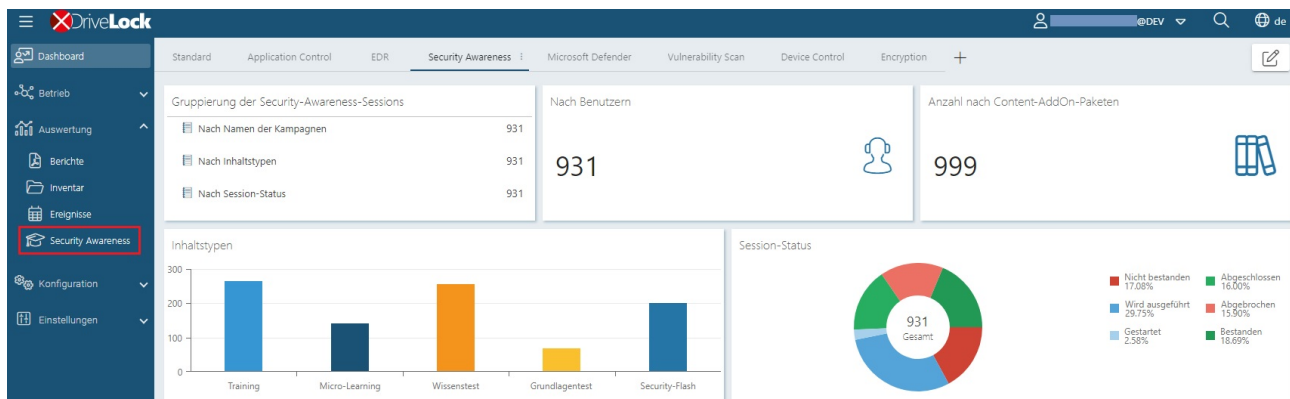 DriveLock
@DEV
de
Dashboard
Betrieb
Auswertung
Berichte
Inventar
Ereignisse
Security Awareness
Konfiguration
Einstellungen
Standard Application Control EDR Security Awareness Microsoft Defender Vulnerability Scan Device Control Encryption +
Gruppierung der Security-Awareness-Sessions
Nach Namen der Kampagnen 931
Nach Inhaltstypen 931
Nach Session-Status 931
Nach Benutzern
931
Anzahl nach Content-AddOn-Paketen
999
Inhaltstypen
300
200
100
0
Training Micro-Learning Wissenstest Grundlagentest Security-Flash
Session-Status
931
Gesamt
Nicht bestanden
17.08%
Abgeschlossen
16.00%
Wird ausgeführt
29.75%
Abgebrochen
15.90%
Gestartet
2.58%
Bestanden
18.69%